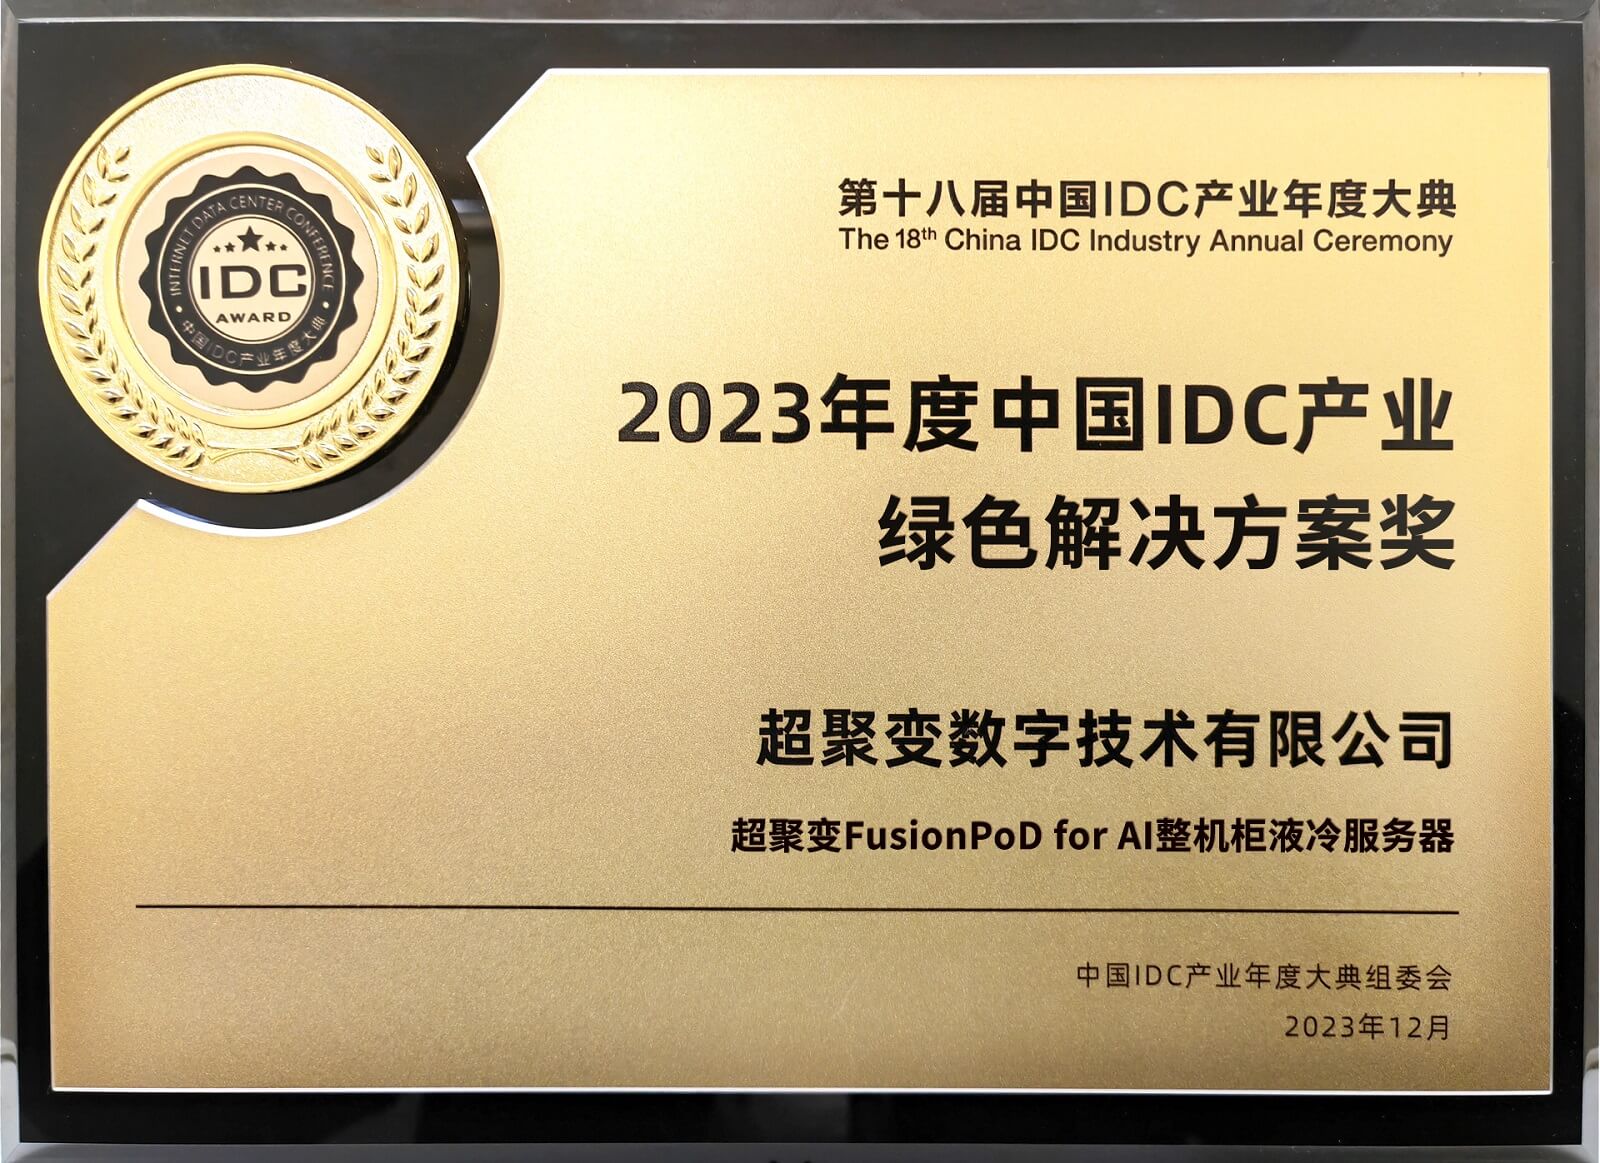 INTERNET DATA CENTER CONFERENCE
IDC
AWARD
中国IDC产业年度大典
第十八届中国IDC产业年度大典
The 18th China IDC Industry Annual Ceremony
2023年度中国IDC产业
绿色解决方案奖
超聚变数字技术有限公司
超聚变FusionPoD for AI整机柜液冷服务器
中国IDC产业年度大典组委会
2023年12月